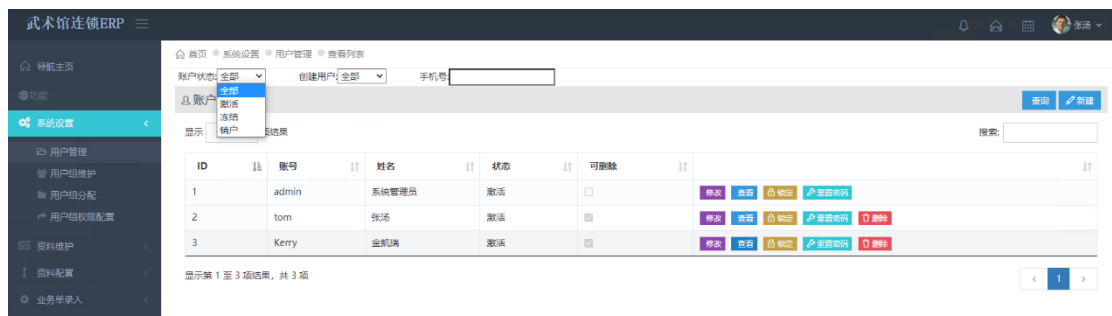 武术馆连锁ERP
张汤
首页 系统设置 用户管理 查看列表
导航主页
账户状态: 全部 创建用户: 全部 手机号:
全部
激活
冻结
销户
功能
账户
查询 新建
系统设置
显示 项结果
搜索:
用户管理
用户组维护
用户组分配
用户组权限配置
ID 账号 姓名 状态 可删除
1 admin 系统管理员 激活 修改 查看 锁定 重置密码
2 tom 张汤 激活 修改 查看 锁定 重置密码 删除
3 Kerry 金凯瑞 激活 修改 查看 锁定 重置密码 删除
资料维护
显示第 1 至 3 项结果，共 3 项
1
资料配置
业务单录入